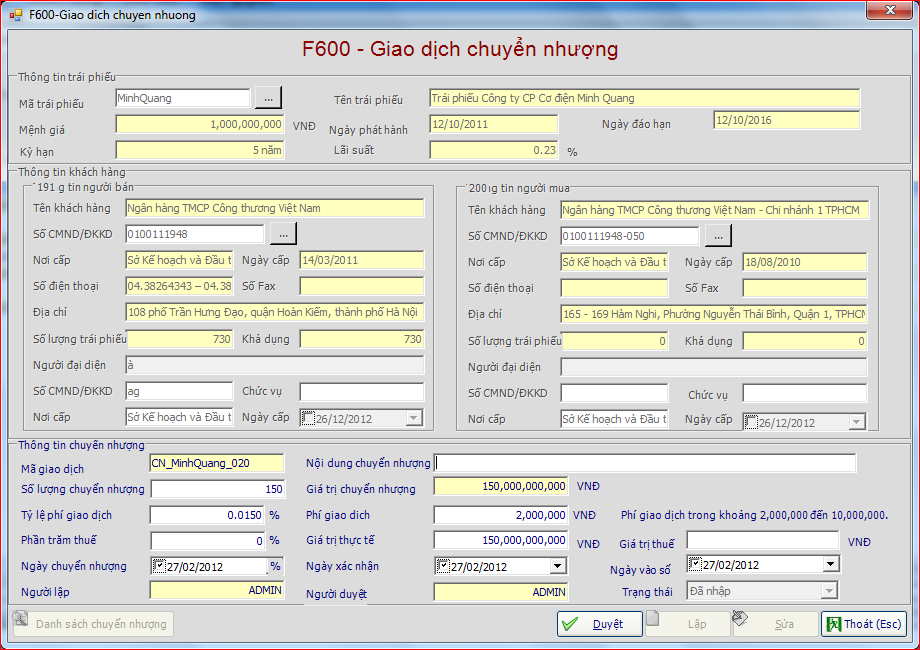 F600-Giao dich chuyen nhuong
F600 - Giao dịch chuyển nhượng
Thông tin trái phiếu
Mã trái phiếu MinhQuang ... Tên trái phiếu Trái phiếu Công ty CP Cơ điện Minh Quang
Mệnh giá 1,000,000,000 VNĐ Ngày phát hành 12/10/2011 Ngày đáo hạn 12/10/2016
Kỳ hạn 5 năm Lãi suất 0.23 %
Thông tin khách hàng
191 g tin người bán
Tên khách hàng Ngân hàng TMCP Công thương Việt Nam
Số CMND/ĐKKD 0100111948 ...
Nơi cấp Sở Kế hoạch và Đầu t Ngày cấp 14/03/2011
Số điện thoại 04.38264343 – 04.38 Số Fax
Địa chỉ 108 phố Trần Hưng Đạo, quận Hoàn Kiếm, thành phố Hà Nội
Số lượng trái phiếu 730 Khả dụng 730
Người đại diện à
Số CMND/ĐKKD ag Chức vụ
Nơi cấp Sở Kế hoạch và Đầu t Ngày cấp 26/12/2012
200 g tin người mua
Tên khách hàng Ngân hàng TMCP Công thương Việt Nam - Chi nhánh 1 TPHCM
Số CMND/ĐKKD 0100111948-050 ...
Nơi cấp Sở Kế hoạch và Đầu t Ngày cấp 18/08/2010
Số điện thoại Số Fax
Địa chỉ 165 - 169 Hàm Nghi, Phường Nguyễn Thái Bình, Quận 1, TPHCM
Số lượng trái phiếu 0 Khả dụng 0
Người đại diện
Số CMND/ĐKKD Chức vụ
Nơi cấp Sở Kế hoạch và Đầu t Ngày cấp 26/12/2012
Thông tin chuyển nhượng
Mã giao dịch CN_MinhQuang_020 Nội dung chuyển nhượng
Số lượng chuyển nhượng 150 Giá trị chuyển nhượng 150,000,000,000 VNĐ
Tỷ lệ phí giao dịch 0.0150 % Phí giao dich 2,000,000 VNĐ Phí giao dịch trong khoảng 2,000,000 đến 10,000,000.
Phần trăm thuế 0 % Giá trị thực tế 150,000,000,000 VNĐ Giá trị thuế VNĐ
Ngày chuyển nhượng 27/02/2012 % Ngày xác nhận 27/02/2012 Ngày vào sổ 27/02/2012
Người lập ADMIN Người duyệt ADMIN Trạng thái Đã nhập
Danh sách chuyển nhượng Duyệt Lập Sửa Thoát (Esc)